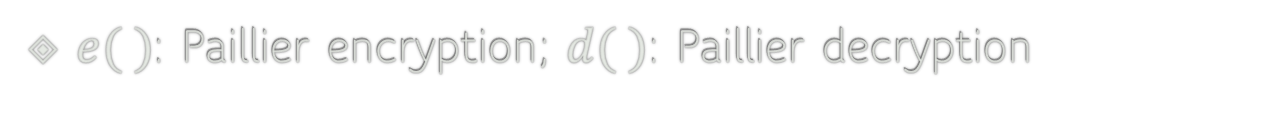 ❖ e( ): Paillier encryption; d( ): Paillier decryption